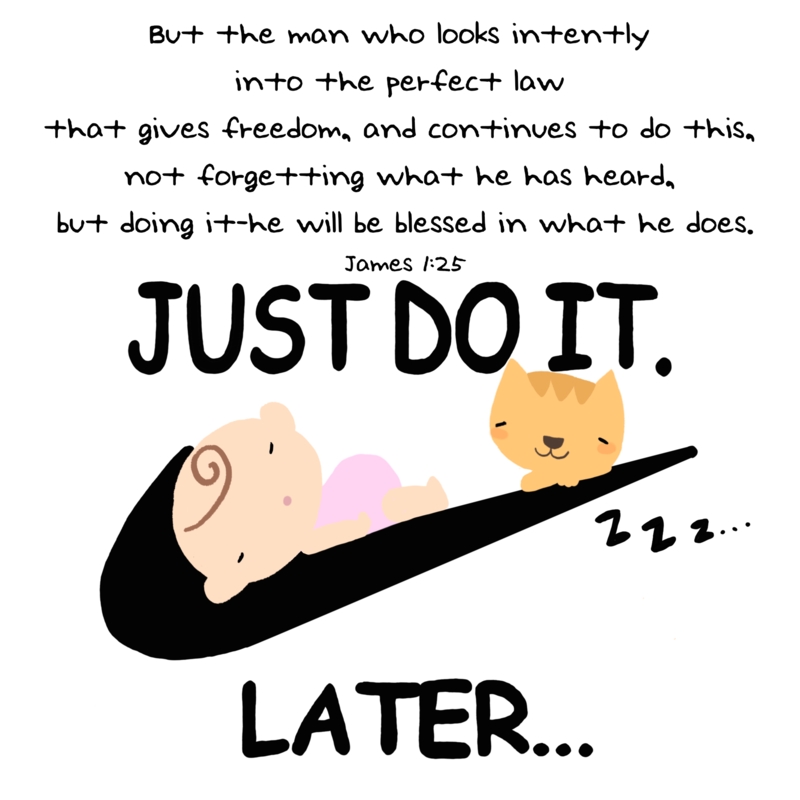 But the man who looks intently
into the perfect law
that gives freedom, and continues to do this,
not forgetting what he has heard,
but doing it-he will be blessed in what he does.
James 1:25
JUST DO IT.
z z z...
LATER...